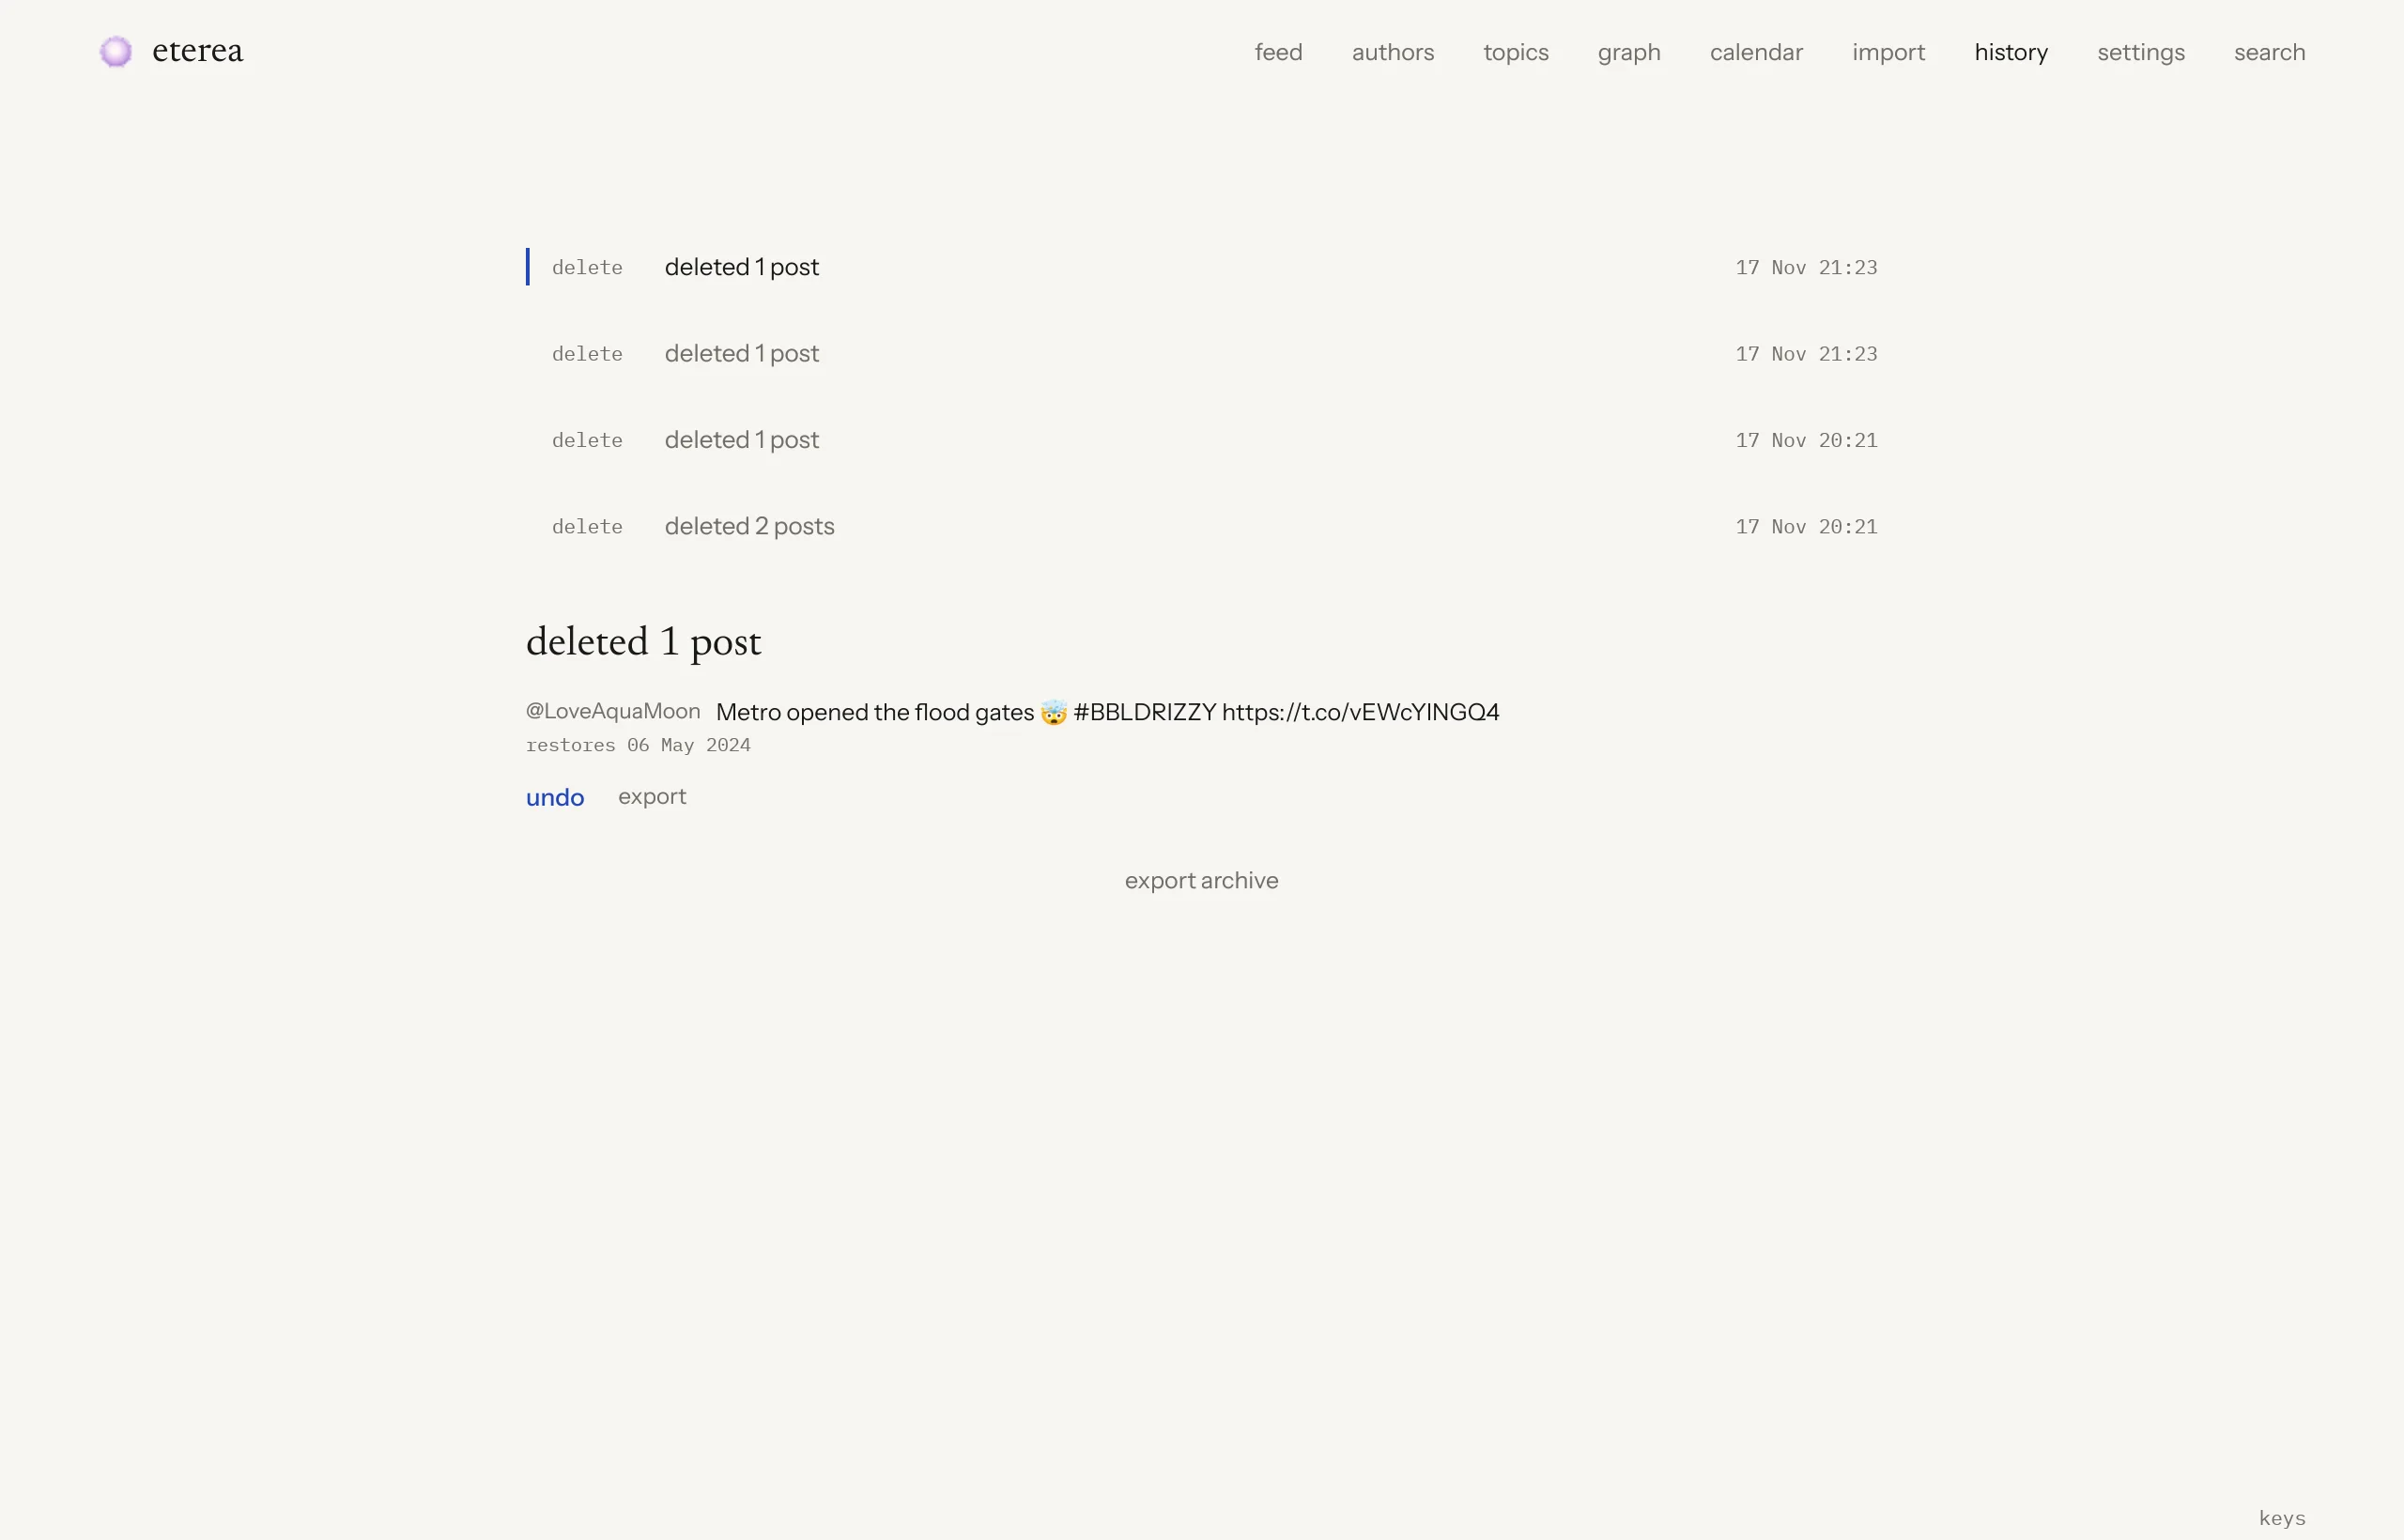 eterea
feed authors topics graph calendar import history settings search
delete deleted 1 post 17 Nov 21:23
delete deleted 1 post 17 Nov 21:23
delete deleted 1 post 17 Nov 20:21
delete deleted 2 posts 17 Nov 20:21
deleted 1 post
@LoveAquaMoon Metro opened the flood gates 🤯 #BBLDRIZZY https://t.co/vEWcYlNGQ4
restores 06 May 2024
undo export
export archive
keys